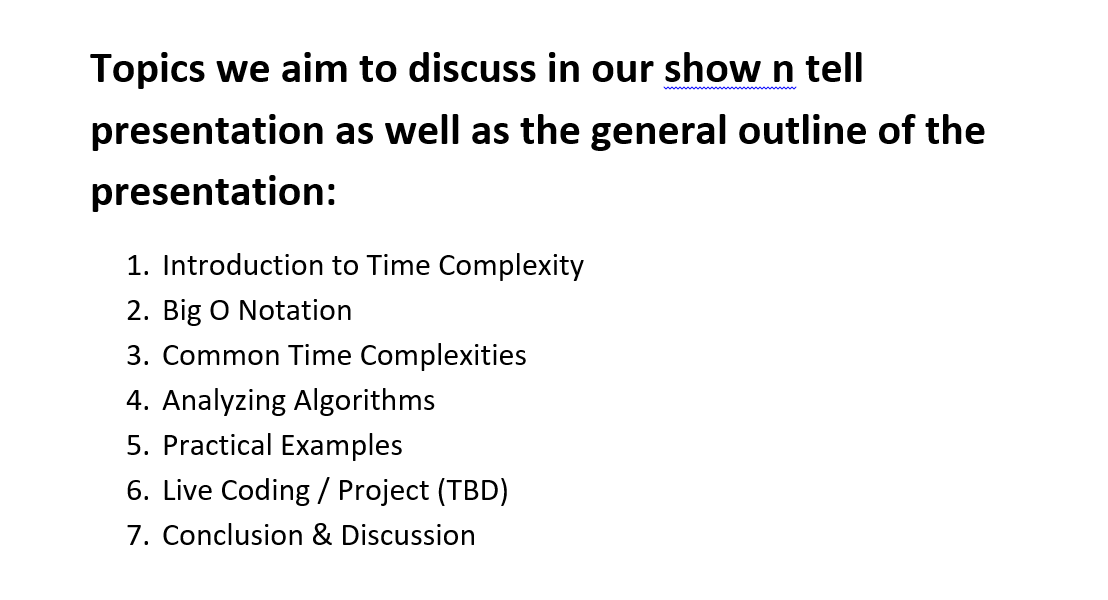 Topics we aim to discuss in our show n tell
presentation as well as the general outline of the
presentation:
1. Introduction to Time Complexity
2. Big O Notation
3. Common Time Complexities
4. Analyzing Algorithms
5. Practical Examples
6. Live Coding / Project (TBD)
7. Conclusion & Discussion